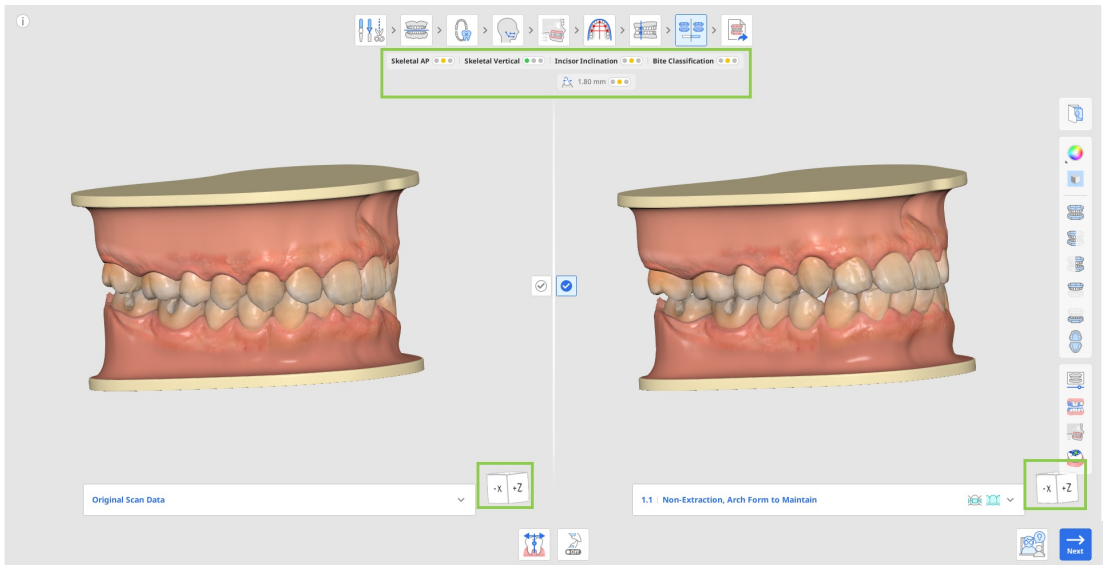 Skeletal AP Skeletal Vertical Incisor Inclination Bite Classification
1.80 mm
-X +Z
-X +Z
Original Scan Data
1.1 Non-Extraction, Arch Form to Maintain
OFF
Next